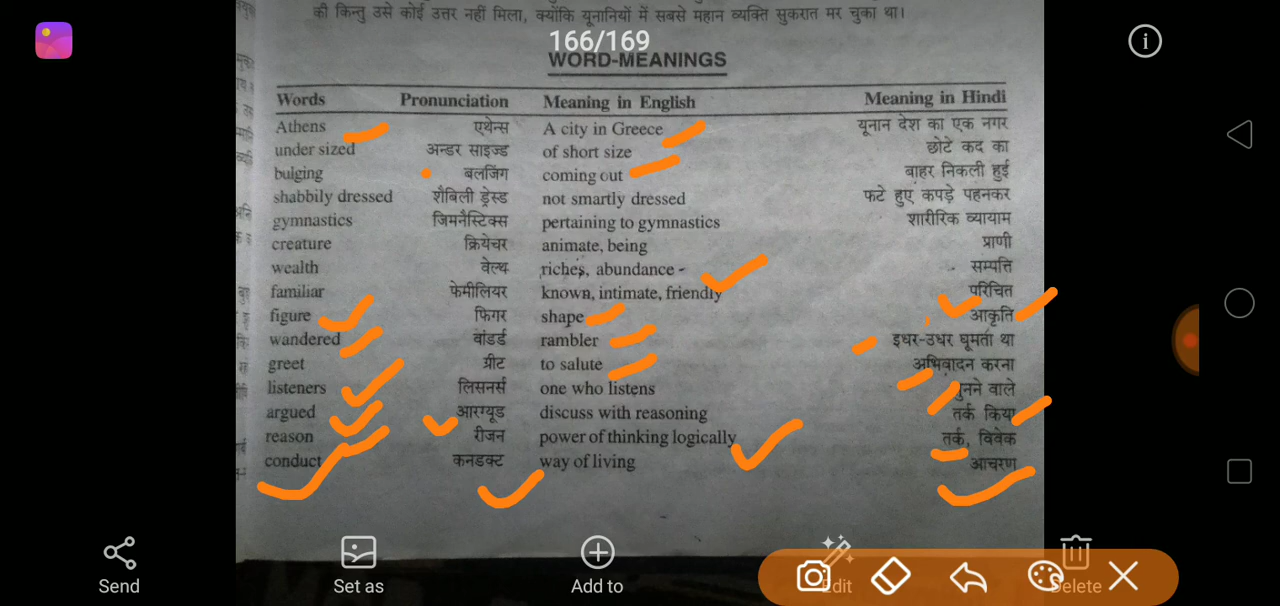 की किन्तु उसे कोई उत्तर नहीं मिला, क्योंकि यूनानियों में सबसे महान व्यक्ति सुकरात मर चुका था।
166/169
WORD-MEANINGS
Words Pronunciation Meaning in English Meaning in Hindi
Athens एथेन्स A city in Greece यूनान देश का एक नगर
under sized अन्डर साइज्ड of short size छोटे कद का
bulging बलजिंग coming out बाहर निकली हुई
shabbily dressed शैबिली ड्रेस्ड not smartly dressed फटे हुए कपड़े पहनकर
gymnastics जिमनैस्टिक्स pertaining to gymnastics शारीरिक व्यायाम
creature क्रियेचर animate, being प्राणी
wealth वेल्थ riches, abundance - सम्पत्ति
familiar फेमीलियर known, intimate, friendly परिचित
figure फिगर shape आकृति
wandered वांडर्ड rambler इधर-उधर घूमता था
greet ग्रीट to salute अभिवादन करना
listeners लिसनर्स one who listens सुनने वाले
argued आरग्यूड discuss with reasoning तर्क किया
reason रीजन power of thinking logically तर्क, विवेक
conduct कनडक्ट way of living आचरण
Send Set as Add to Edit Delete